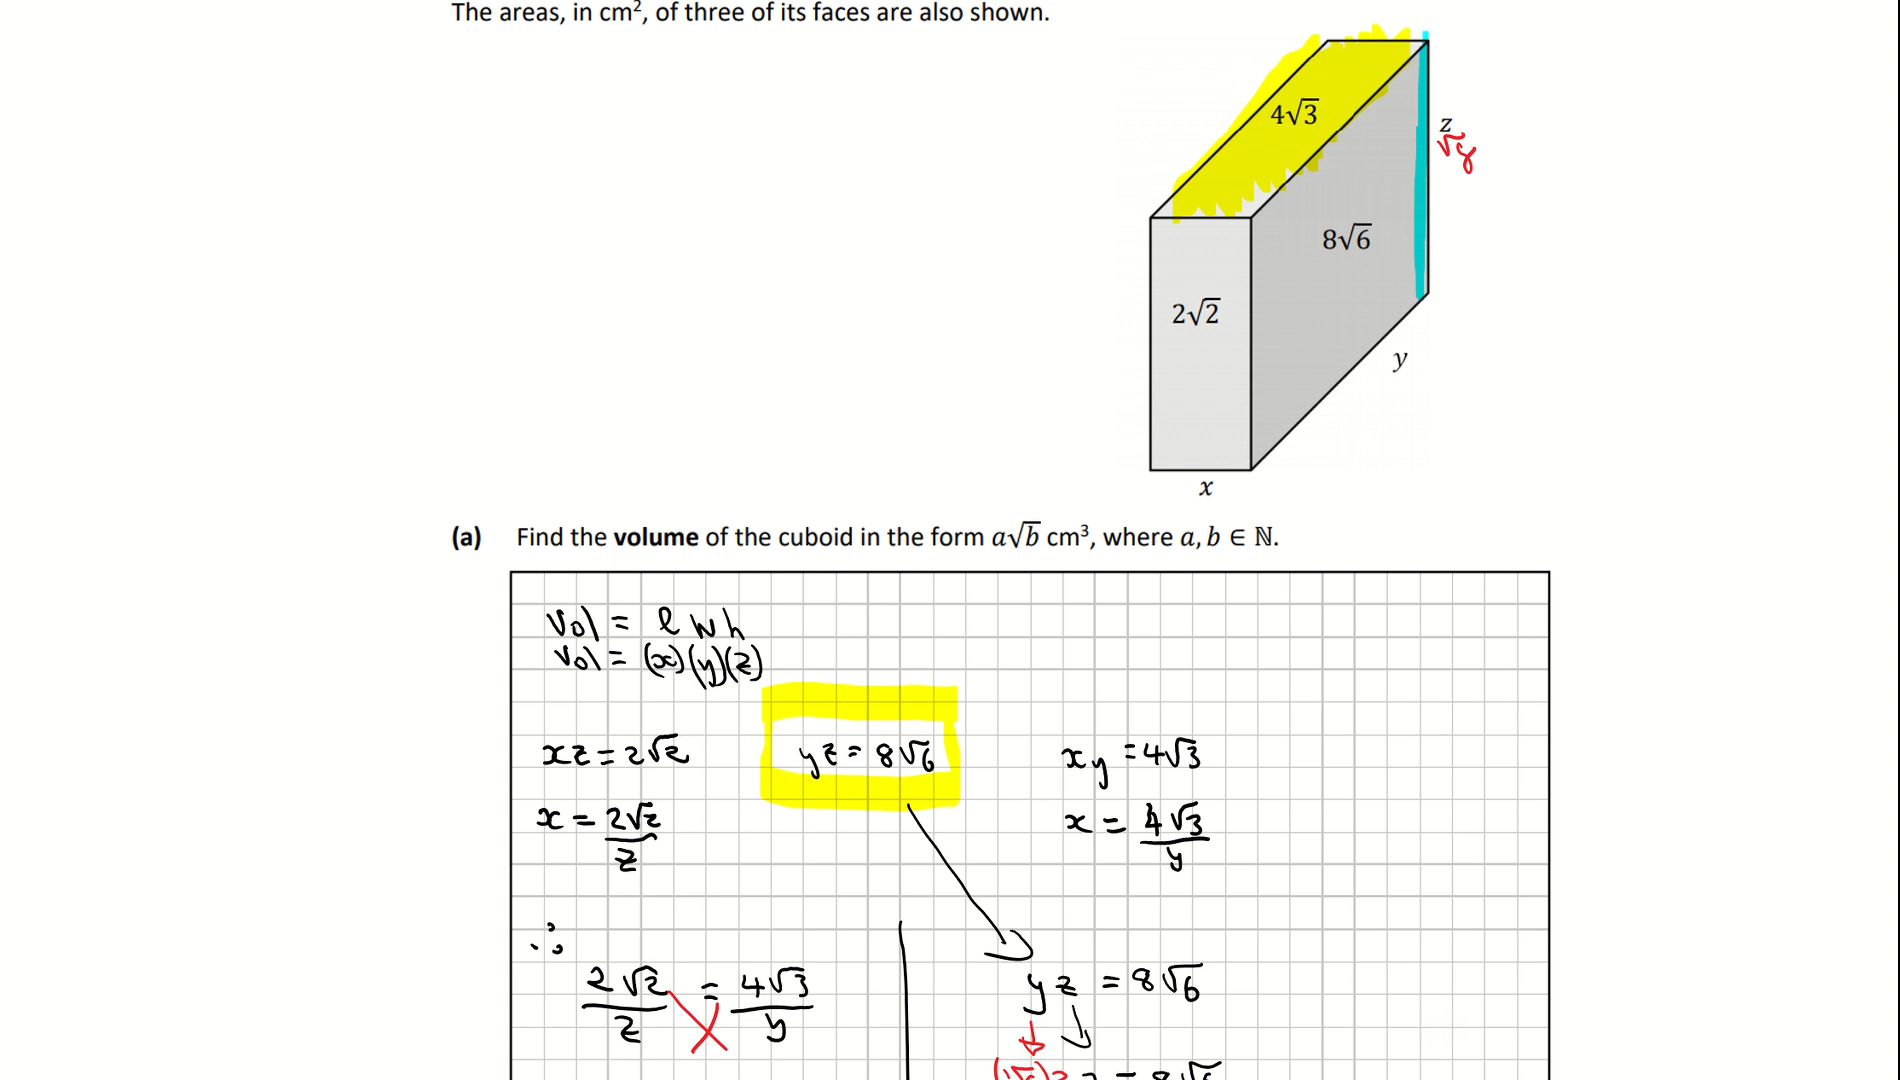 The areas, in cm², of three of its faces are also shown.
4√3
z
√8
8√6
2√2
y
x
(a) Find the volume of the cuboid in the form a√b cm³, where a, b ∈ ℕ.
Vol = l w h
Vol = (x)(y)(z)
xz = 2√2
yz = 8√6
xy = 4√3
x = 2√2/z
x = 4√3/y
∴
2√2/z = 4√3/y
yz = 8√6